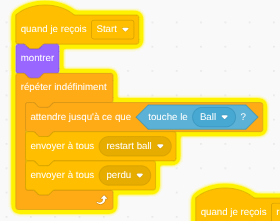 quand je reçois Start
montrer
répéter indéfiniment
attendre jusqu'à ce que touche le Ball ?
envoyer à tous restart ball
envoyer à tous perdu
quand je reçois